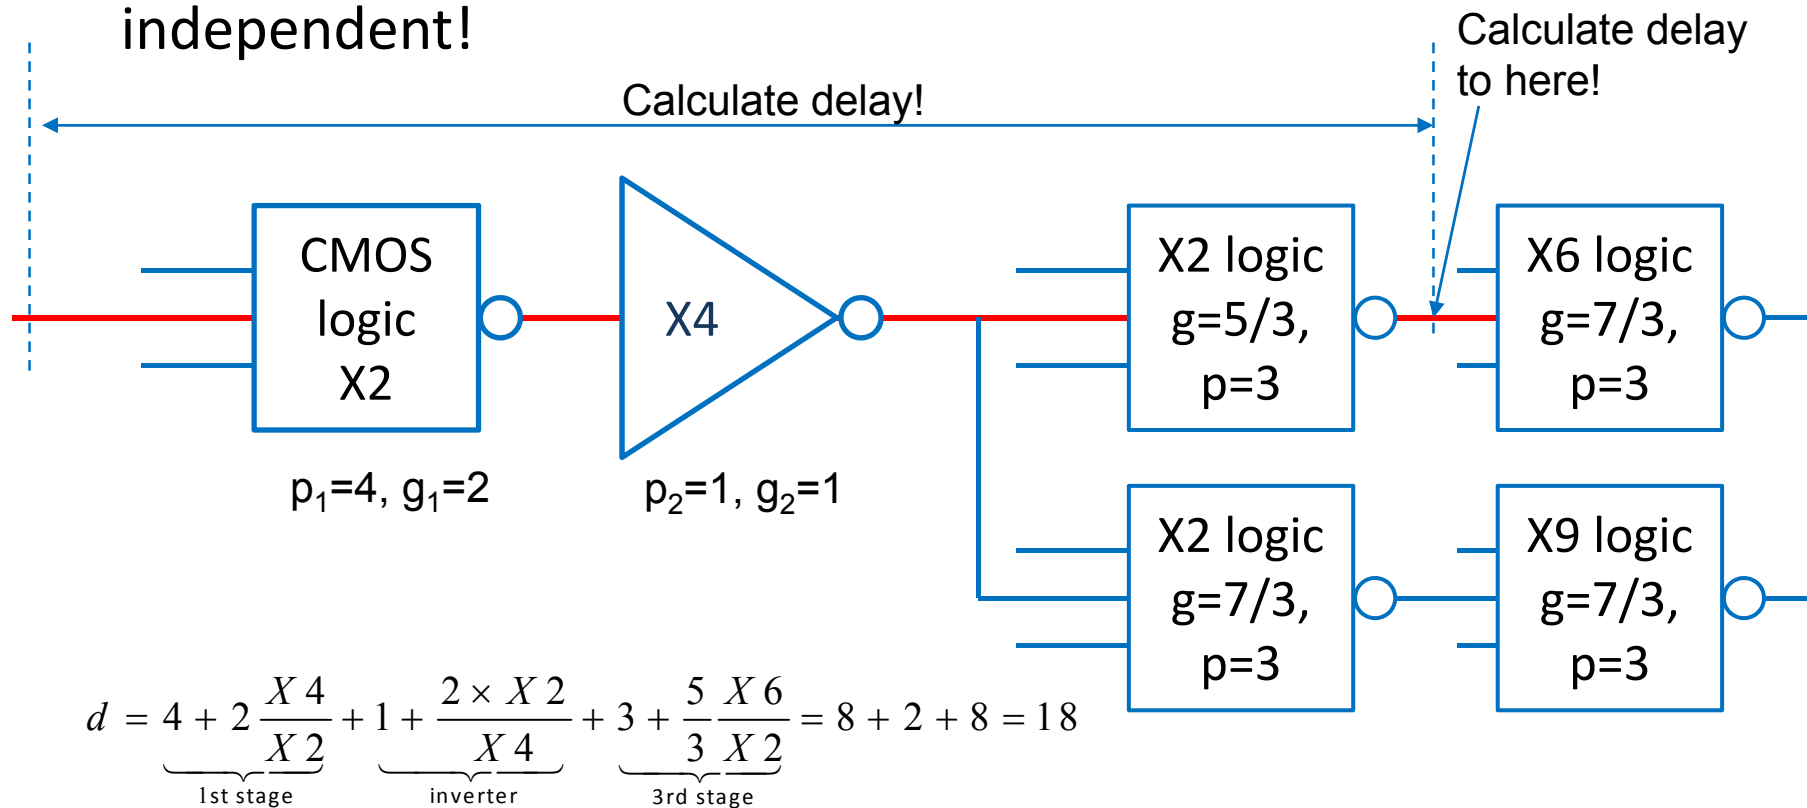 independent!
Calculate delay
to here!
Calculate delay!
CMOS
logic
X2
X4
X2 logic
g=5/3,
p=3
X6 logic
g=7/3,
p=3
p₁=4, g₁=2
p₂=1, g₂=1
X2 logic
g=7/3,
p=3
X9 logic
g=7/3,
p=3
d = 4 + 2 X4/X2 + 1 + 2 × X2/X4 + 3 + 5/3 X6/X2 = 8 + 2 + 8 = 18
1st stage inverter 3rd stage